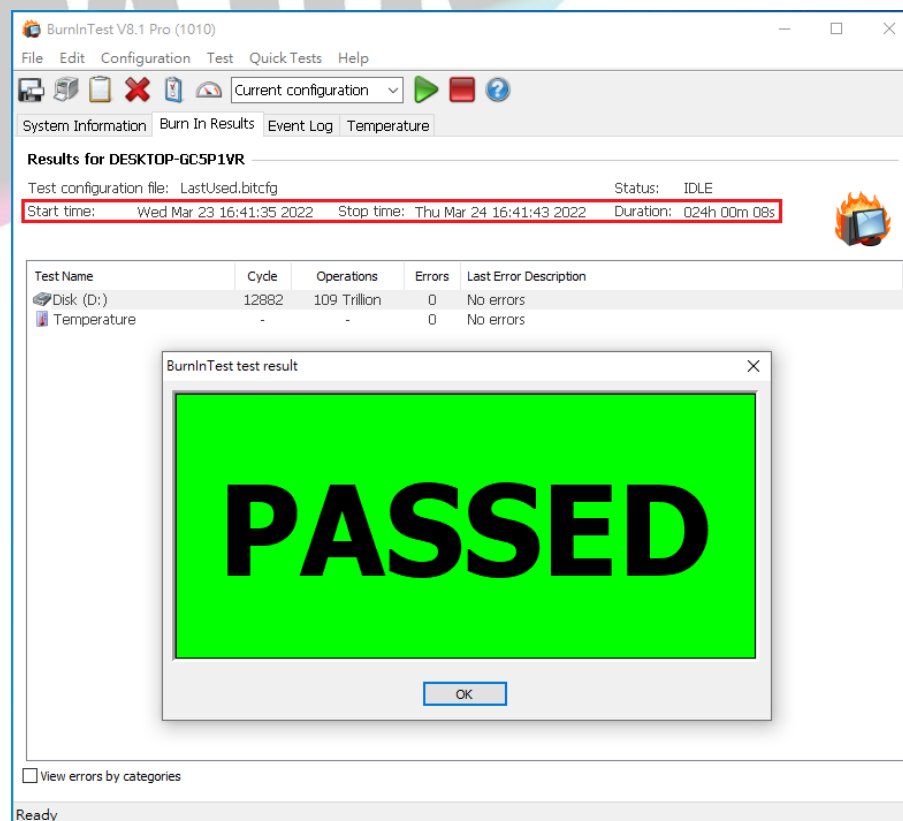 BurnInTest V8.1 Pro (1010)
File Edit Configuration Test Quick Tests Help
Current configuration
System Information Burn In Results Event Log Temperature
Results for DESKTOP-GC5P1VR
Test configuration file: LastUsed.bitcfg Status: IDLE
Start time: Wed Mar 23 16:41:35 2022 Stop time: Thu Mar 24 16:41:43 2022 Duration: 024h 00m 08s
Test Name Cycle Operations Errors Last Error Description
Disk (D:) 12882 109 Trillion 0 No errors
Temperature - - 0 No errors
BurnInTest test result
PASSED
OK
View errors by categories
Ready